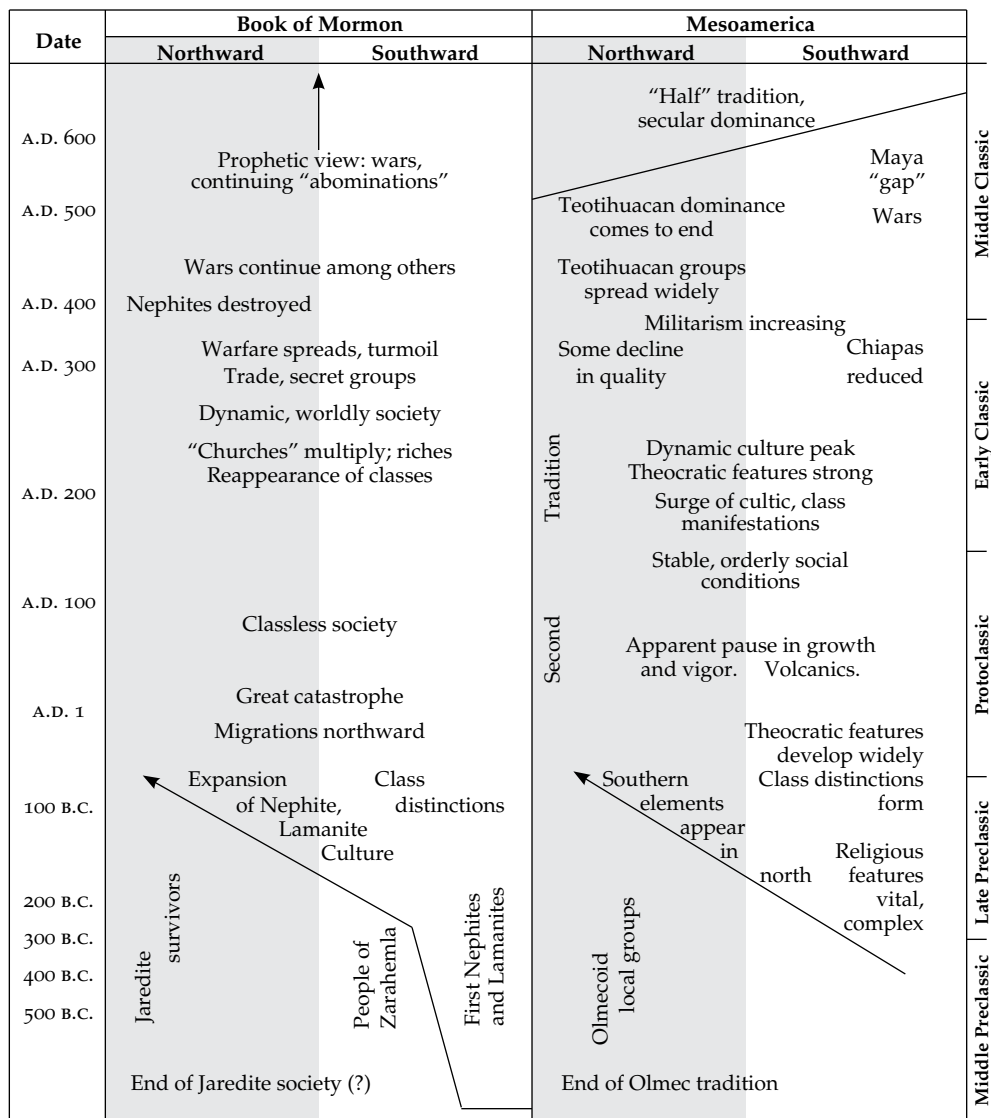 Date
Book of Mormon
Mesoamerica
Northward
Southward
Northward
Southward
A.D. 600
A.D. 500
A.D. 400
A.D. 300
A.D. 200
A.D. 100
A.D. 1
100 B.C.
200 B.C.
300 B.C.
400 B.C.
500 B.C.
Prophetic view: wars,
continuing “abominations”
Wars continue among others
Nephites destroyed
Warfare spreads, turmoil
Trade, secret groups
Dynamic, worldly society
“Churches” multiply; riches
Reappearance of classes
Classless society
Great catastrophe
Migrations northward
Expansion
of Nephite,
Lamanite
Culture
Class
distinctions
Jaredite
survivors
People of
Zarahemla
First Nephites
and Lamanites
End of Jaredite society (?)
“Half” tradition,
secular dominance
Maya
“gap”
Wars
Teotihuacan dominance
comes to end
Teotihuacan groups
spread widely
Militarism increasing
Some decline
in quality
Chiapas
reduced
Second Tradition
Dynamic culture peak
Theocratic features strong
Surge of cultic, class
manifestations
Stable, orderly social
conditions
Apparent pause in growth
and vigor. Volcanics.
Theocratic features
develop widely
Class distinctions
form
Southern
elements
appear
in
north
Religious
features
vital,
complex
Olmecoid
local groups
End of Olmec tradition
Middle Classic
Early Classic
Protoclassic
Late Preclassic
Middle Preclassic